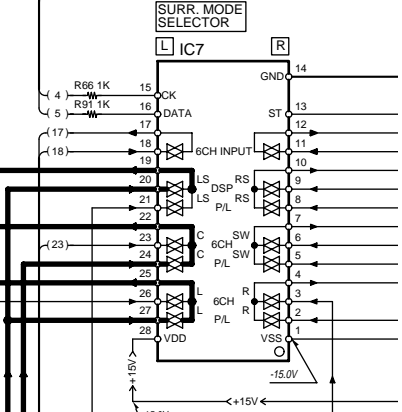 SURR. MODE
SELECTOR
L IC7 R
GND 14
R66 1K
( 4 ) 15 CK
R91 1K
( 5 ) 16 DATA ST 13
(17) 17 12
(18) 18 6CH INPUT 11
19 10
LS RS
20 DSP 9
LS RS
21 P/L 8
22 7
C SW
(23) 23 6CH 6
C SW
24 P/L 5
25 4
L R
26 6CH 3
L R
27 P/L 2
28 VDD VSS 1
-15.0V
+15V
+15V